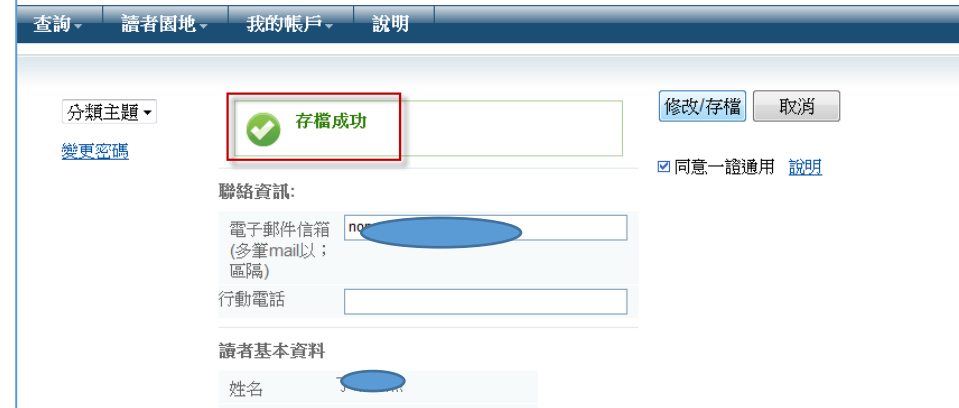 查詢 讀者園地 我的帳戶 說明
分類主題
變更密碼
存檔成功
修改/存檔 取消
同意一證通用 說明
聯絡資訊:
電子郵件信箱
(多筆mail以;
區隔)
行動電話
讀者基本資料
姓名